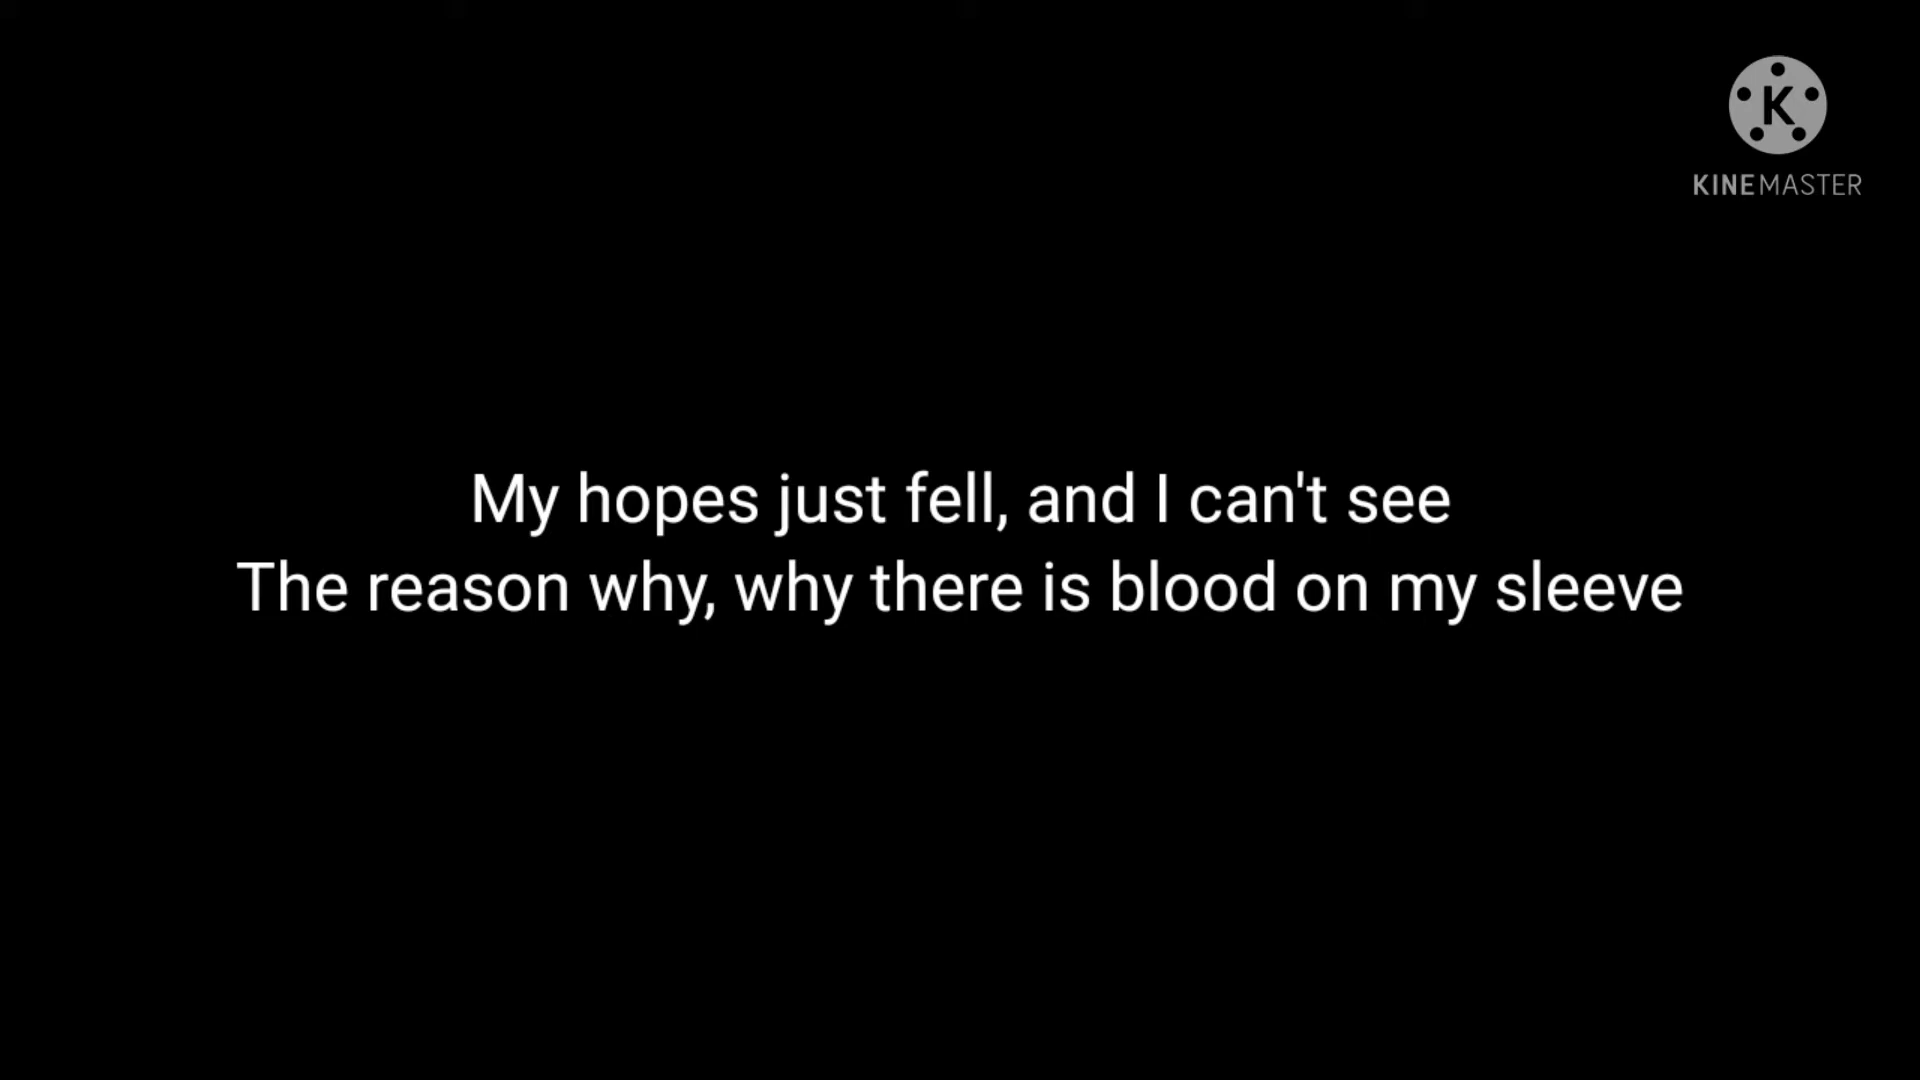 K
KINEMASTER
My hopes just fell, and I can't see
The reason why, why there is blood on my sleeve